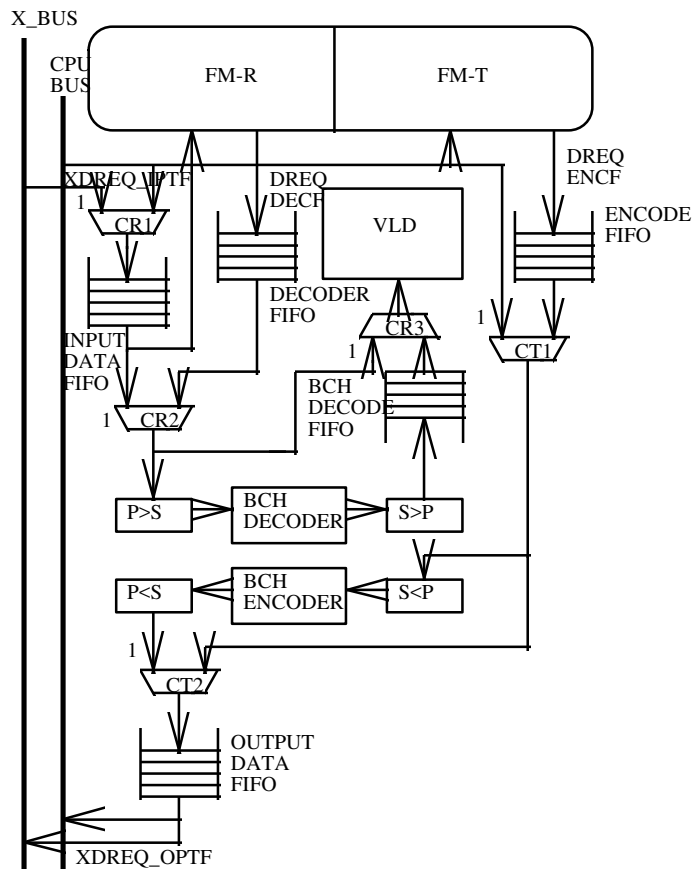 X_BUS
CPU
BUS
FM-R
FM-T
XDREQ_IPTF
DREQ
DECF
DREQ
ENCF
1
CR1
VLD
ENCODE
FIFO
DECODER
FIFO
INPUT
DATA
FIFO
CR3
1
1
CT1
BCH
DECODE
FIFO
1
CR2
P>S
BCH
DECODER
S>P
P<S
BCH
ENCODER
S<P
1
CT2
OUTPUT
DATA
FIFO
XDREQ_OPTF